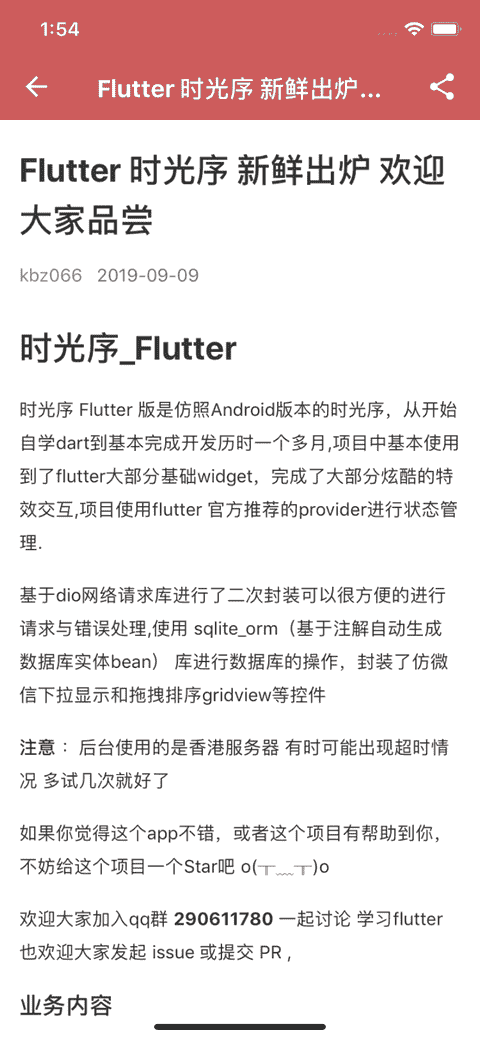 1:54
Flutter 时光序 新鲜出炉...
Flutter 时光序 新鲜出炉 欢迎
大家品尝
kbz066 2019-09-09
时光序_Flutter
时光序 Flutter 版是仿照Android版本的时光序，从开始
自学dart到基本完成开发历时一个多月,项目中基本使用
到了flutter大部分基础widget，完成了大部分炫酷的特
效交互,项目使用flutter 官方推荐的provider进行状态管
理.
基于dio网络请求库进行了二次封装可以很方便的进行
请求与错误处理,使用 sqlite_orm（基于注解自动生成
数据库实体bean） 库进行数据库的操作，封装了仿微
信下拉显示和拖拽排序gridview等控件
注意 ： 后台使用的是香港服务器 有时可能出现超时情
况 多试几次就好了
如果你觉得这个app不错，或者这个项目有帮助到你，
不妨给这个项目一个Star吧 o(╥﹏╥)o
欢迎大家加入qq群 290611780 一起讨论 学习flutter
也欢迎大家发起 issue 或提交 PR ,
业务内容